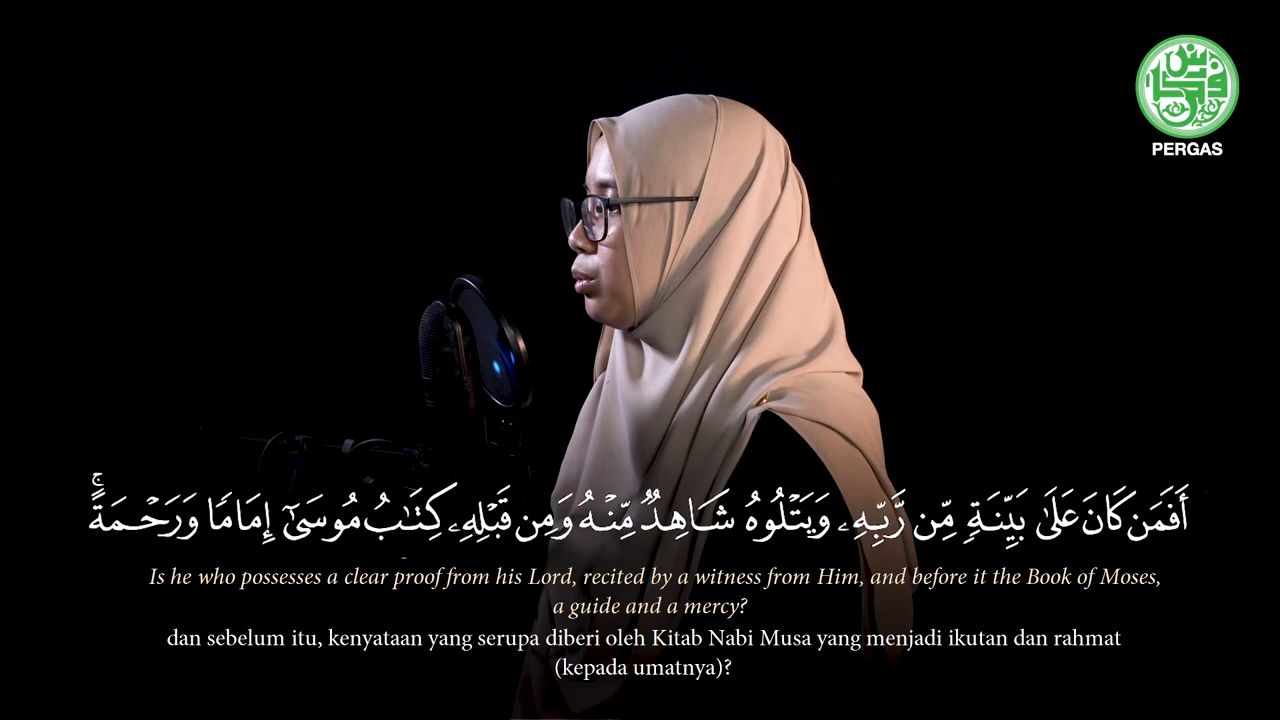 PERGAS
أَفَمَن كَانَ عَلَىٰ بَيِّنَةٍ مِّن رَّبِّهِۦ وَيَتْلُوهُ شَاهِدٌ مِّنْهُ وَمِن قَبْلِهِۦ كِتَـٰبُ مُوسَىٰٓ إِمَامًا وَرَحْمَةً ۚ
Is he who possesses a clear proof from his Lord, recited by a witness from Him, and before it the Book of Moses,
a guide and a mercy?
dan sebelum itu, kenyataan yang serupa diberi oleh Kitab Nabi Musa yang menjadi ikutan dan rahmat
(kepada umatnya)?